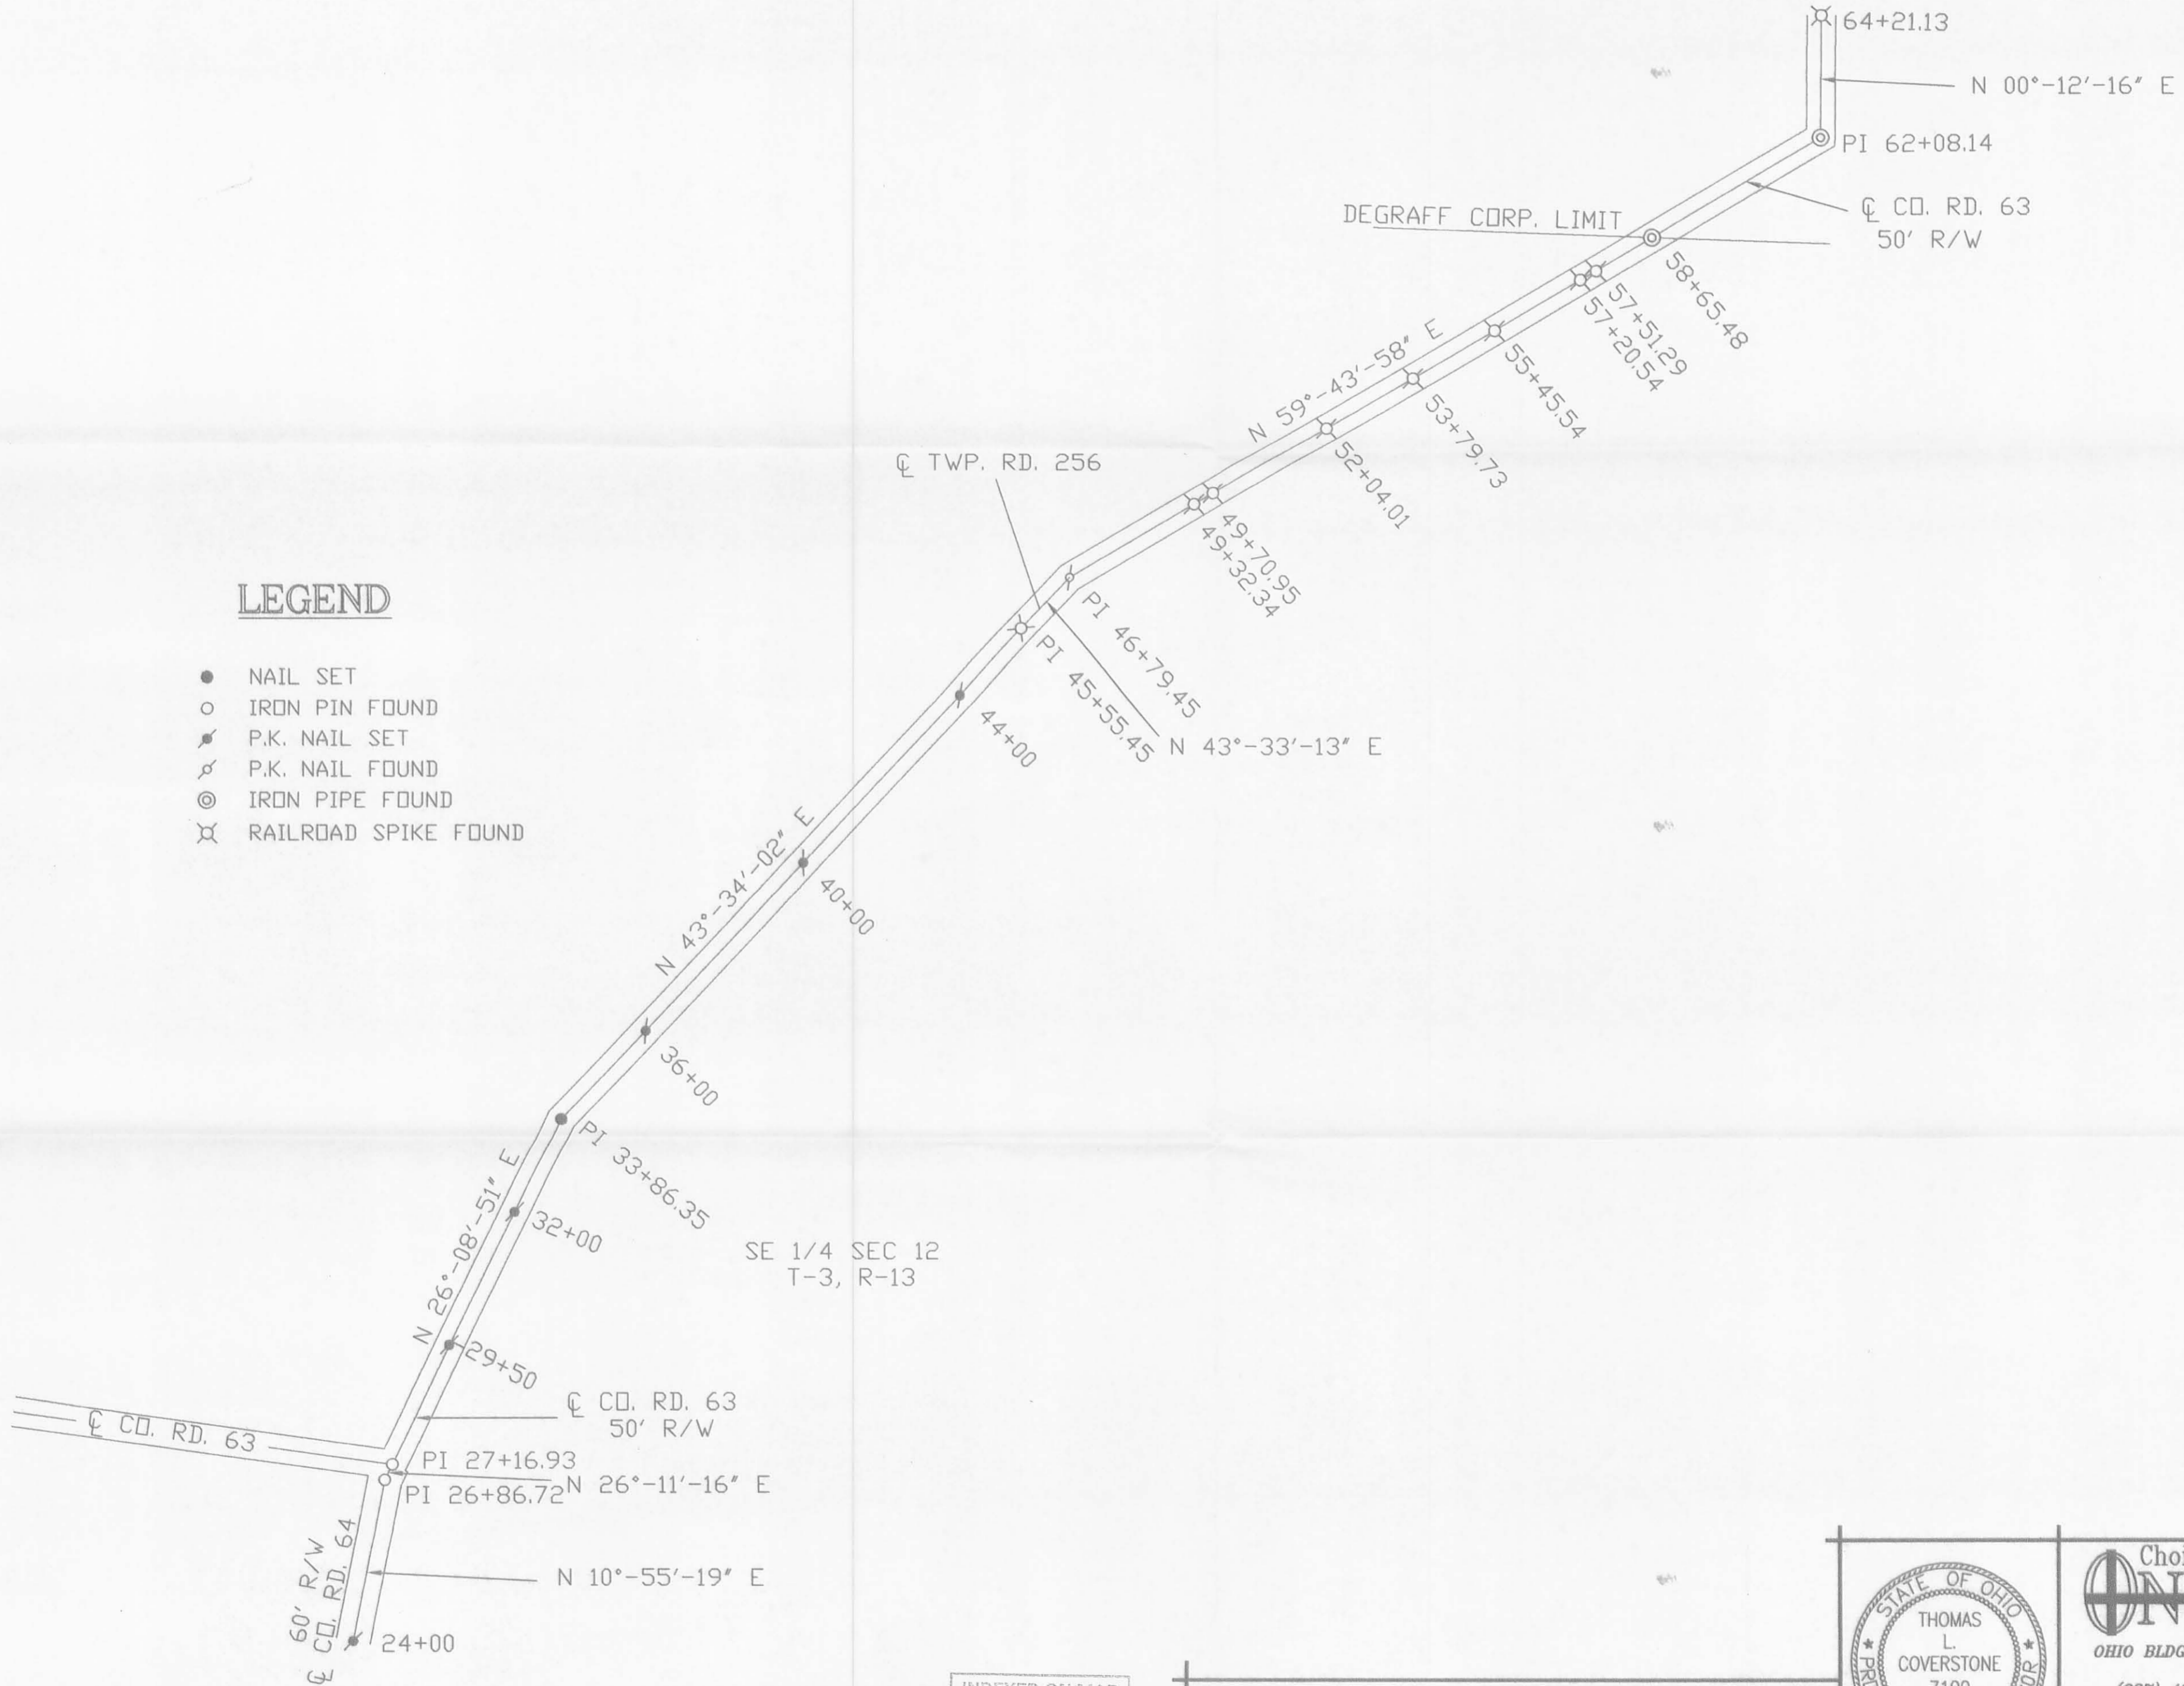 64+21.13
N 00°-12'-16" E
PI 62+08.14
DEGRAFF CORP. LIMIT
℄ CO. RD. 63
50' R/W
58+65.48
57+51.29
57+20.54
55+45.54
53+79.73
52+04.01
N 59°-43'-58" E
℄ TWP. RD. 256
49+70.95
49+32.34
PI 46+79.45
PI 45+55.45
N 43°-33'-13" E
44+00
LEGEND
NAIL SET
IRON PIN FOUND
P.K. NAIL SET
P.K. NAIL FOUND
IRON PIPE FOUND
RAILROAD SPIKE FOUND
N 43°-34'-02" E
40+00
36+00
PI 33+86.35
N 26°-08'-51" E
32+00
SE 1/4 SEC 12
T-3, R-13
29+50
℄ CO. RD. 63
50' R/W
℄ CO. RD. 63
PI 27+16.93
N 26°-11'-16" E
PI 26+86.72
60' R/W
℄ CO. RD. 64
N 10°-55'-19" E
24+00
STATE OF OHIO
THOMAS
L.
COVERSTONE
OHIO BLDG